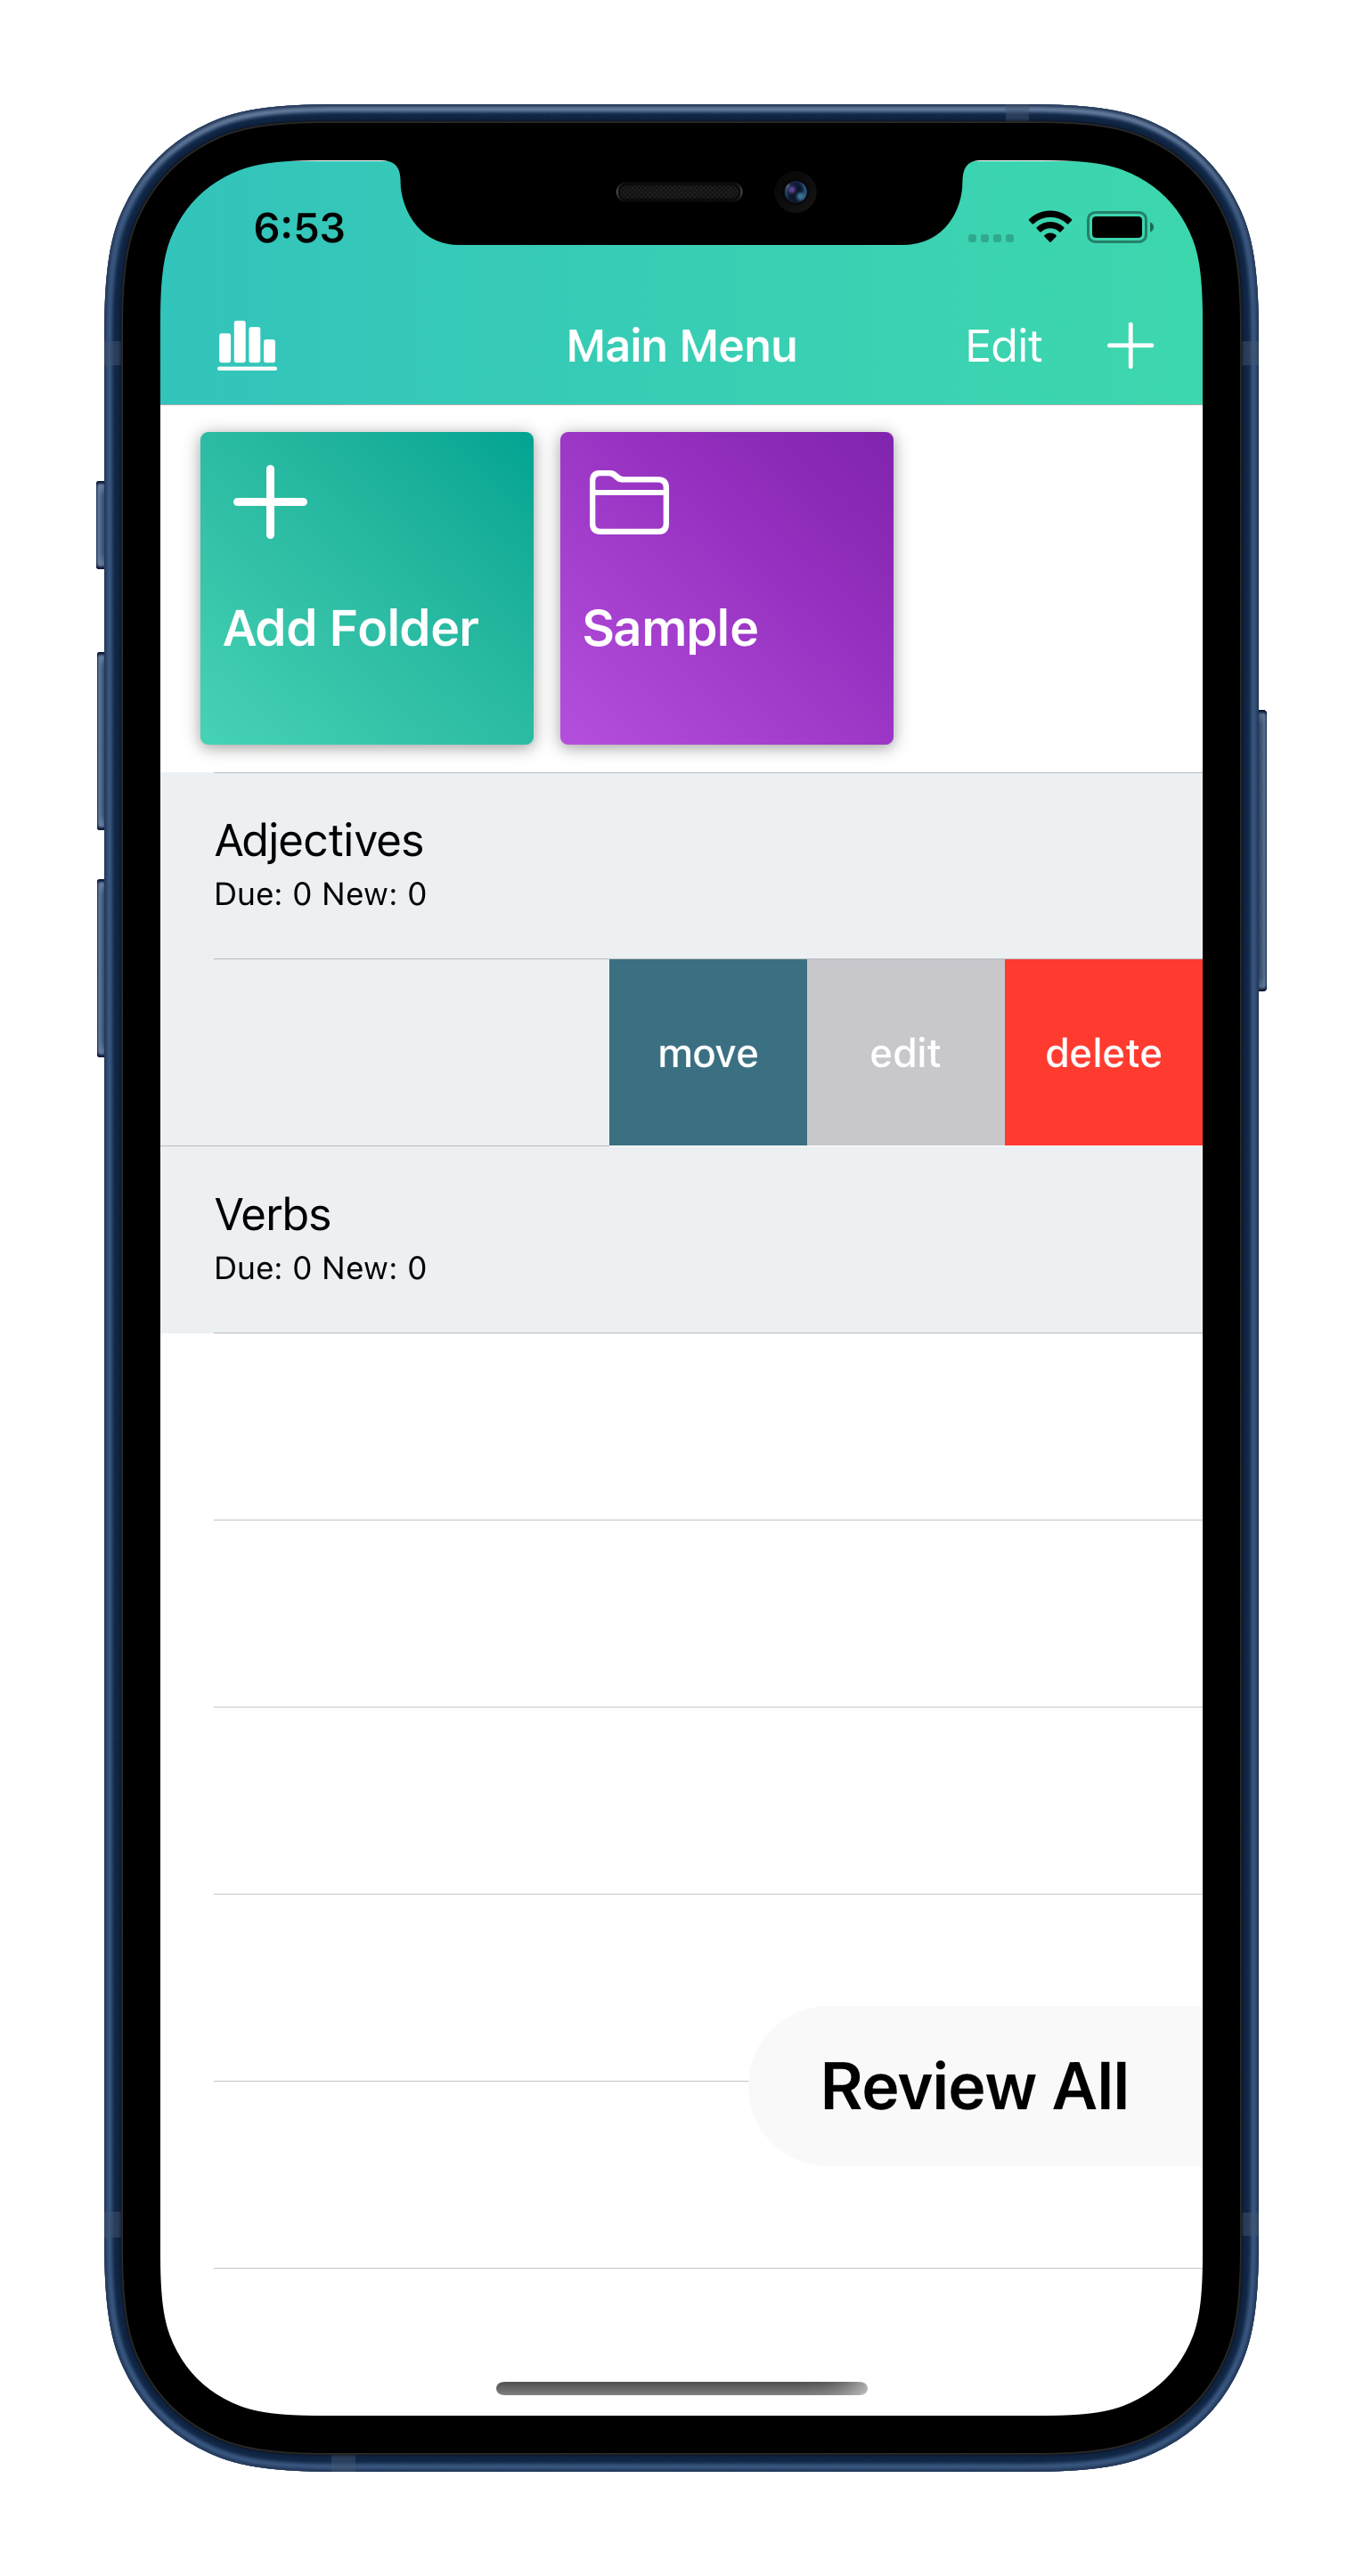 6:53
Main Menu Edit
Add Folder Sample
Adjectives
Due: 0 New: 0
move edit delete
Verbs
Due: 0 New: 0
Review All